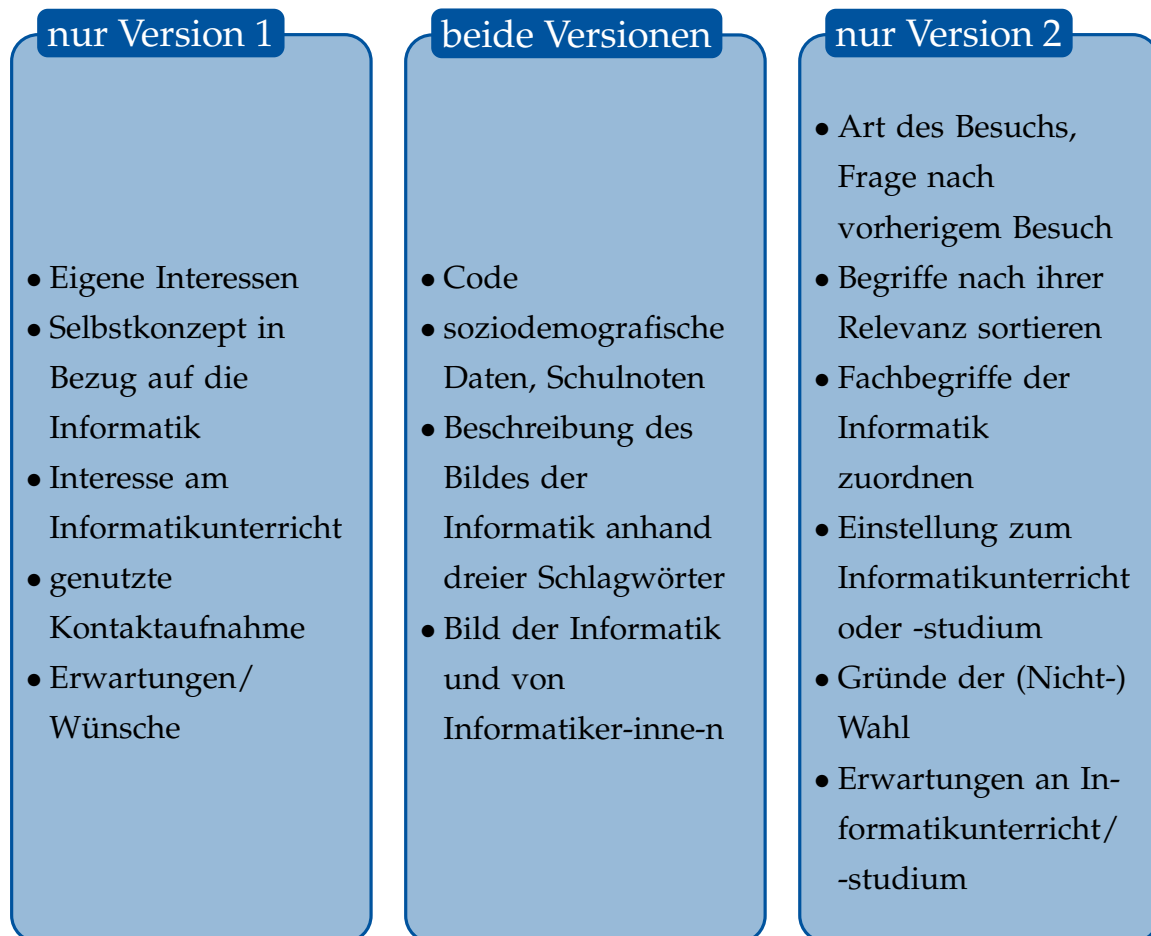 nur Version 1
• Eigene Interessen
• Selbstkonzept in
Bezug auf die
Informatik
• Interesse am
Informatikunterricht
• genutzte
Kontaktaufnahme
• Erwartungen/
Wünsche
beide Versionen
• Code
• soziodemografische
Daten, Schulnoten
• Beschreibung des
Bildes der
Informatik anhand
dreier Schlagwörter
• Bild der Informatik
und von
Informatiker-inne-n
nur Version 2
• Art des Besuchs,
Frage nach
vorherigem Besuch
• Begriffe nach ihrer
Relevanz sortieren
• Fachbegriffe der
Informatik
zuordnen
• Einstellung zum
Informatikunterricht
oder -studium
• Gründe der (Nicht-)
Wahl
• Erwartungen an In-
formatikunterricht/
-studium